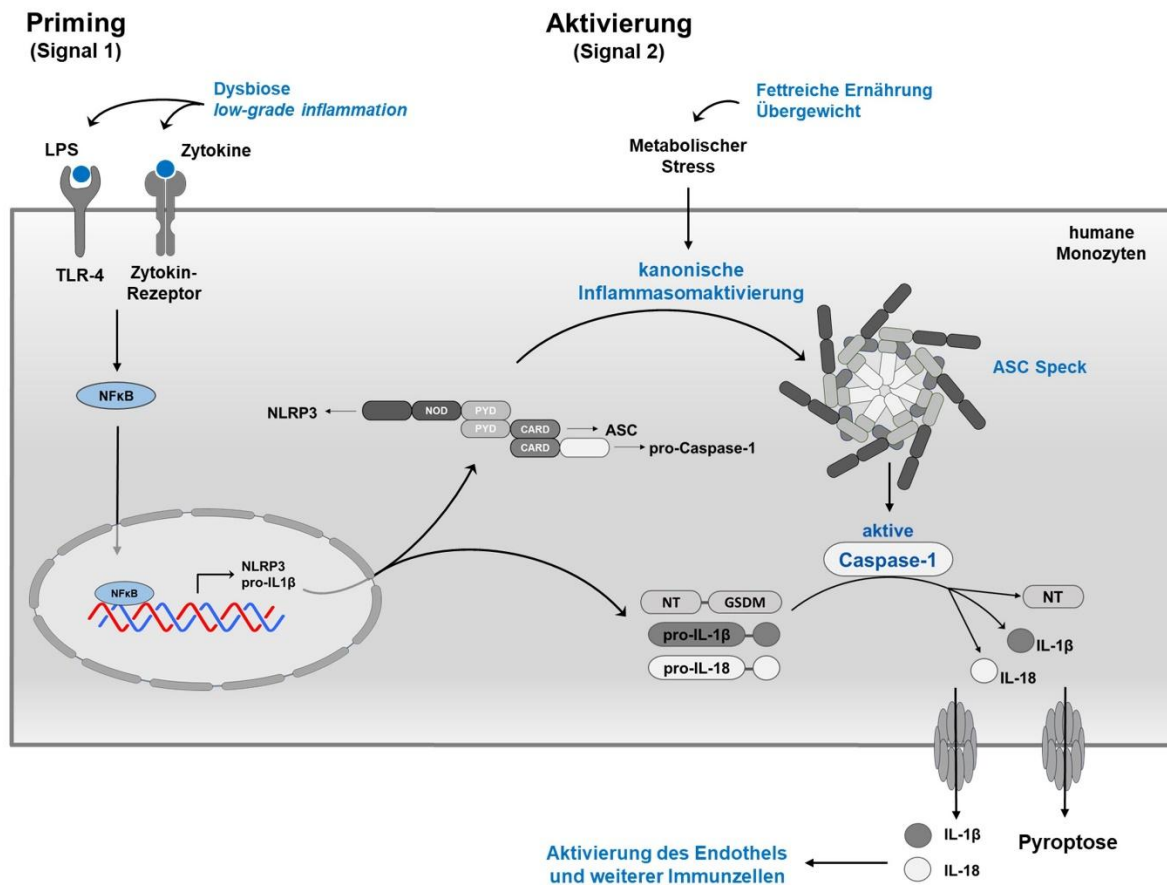 Priming
(Signal 1)
Aktivierung
(Signal 2)
Dysbiose
low-grade inflammation
Fettreiche Ernährung
Übergewicht
LPS
Zytokine
Metabolischer
Stress
humane
Monozyten
TLR-4
Zytokin-
Rezeptor
kanonische
Inflammasomaktivierung
ASC Speck
NFκB
NLRP3
NOD
PYD
PYD
CARD
ASC
CARD
pro-Caspase-1
aktive
Caspase-1
NLRP3
pro-IL1β
NFκB
NT
GSDM
pro-IL-1β
pro-IL-18
NT
IL-1β
IL-18
IL-1β
IL-18
Pyroptose
Aktivierung des Endothels
und weiterer Immunzellen